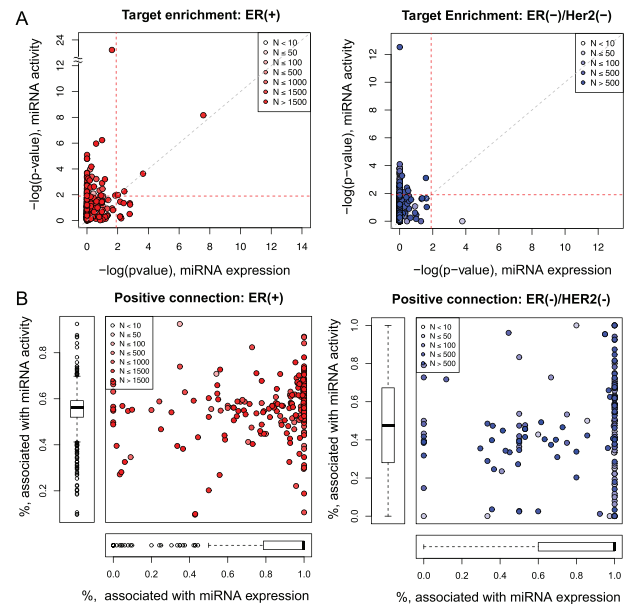 A
Target enrichment: ER(+)
−log(p-value), miRNA activity
24
22
8
6
4
2
0
N < 10
N ≤ 50
N ≤ 100
N ≤ 500
N ≤ 1000
N ≤ 1500
N > 1500
0 2 4 6 8 10 12 14
−log(pvalue), miRNA expression
Target Enrichment: ER(−)/Her2(−)
−log(p−value), miRNA activity
12
10
8
6
4
2
0
N < 10
N ≤ 50
N ≤ 100
N ≤ 500
N > 500
0 2 4 6 8 10 12
−log(p−value), miRNA expression
B
Positive connection: ER(+)
%, associated with miRNA activity
0.8
0.6
0.4
0.2
N < 10
N ≤ 50
N ≤ 100
N ≤ 500
N ≤ 1000
N ≤ 1500
N > 1500
0.0 0.2 0.4 0.6 0.8 1.0
%, associated with miRNA expression
Positive connection: ER(-)/HER2(-)
%, associated with miRNA activity
1.0
0.8
0.6
0.4
0.2
0.0
N < 10
N ≤ 50
N ≤ 100
N ≤ 500
N > 500
0.0 0.2 0.4 0.6 0.8 1.0
%, associated with miRNA expression